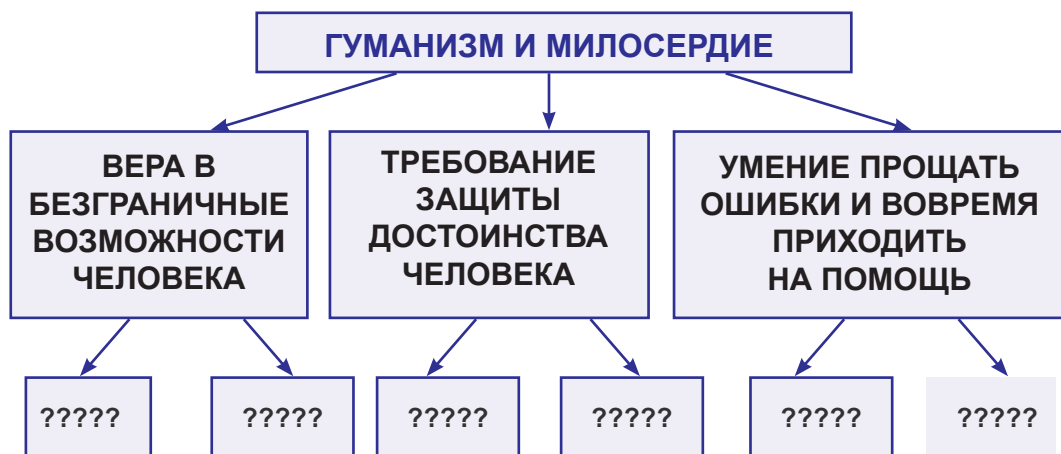 ГУМАНИЗМ И МИЛОСЕРДИЕ
ВЕРА В
БЕЗГРАНИЧНЫЕ
ВОЗМОЖНОСТИ
ЧЕЛОВЕКА
ТРЕБОВАНИЕ
ЗАЩИТЫ
ДОСТОИНСТВА
ЧЕЛОВЕКА
УМЕНИЕ ПРОЩАТЬ
ОШИБКИ И ВОВРЕМЯ
ПРИХОДИТЬ
НА ПОМОЩЬ
?????
?????
?????
?????
?????
?????